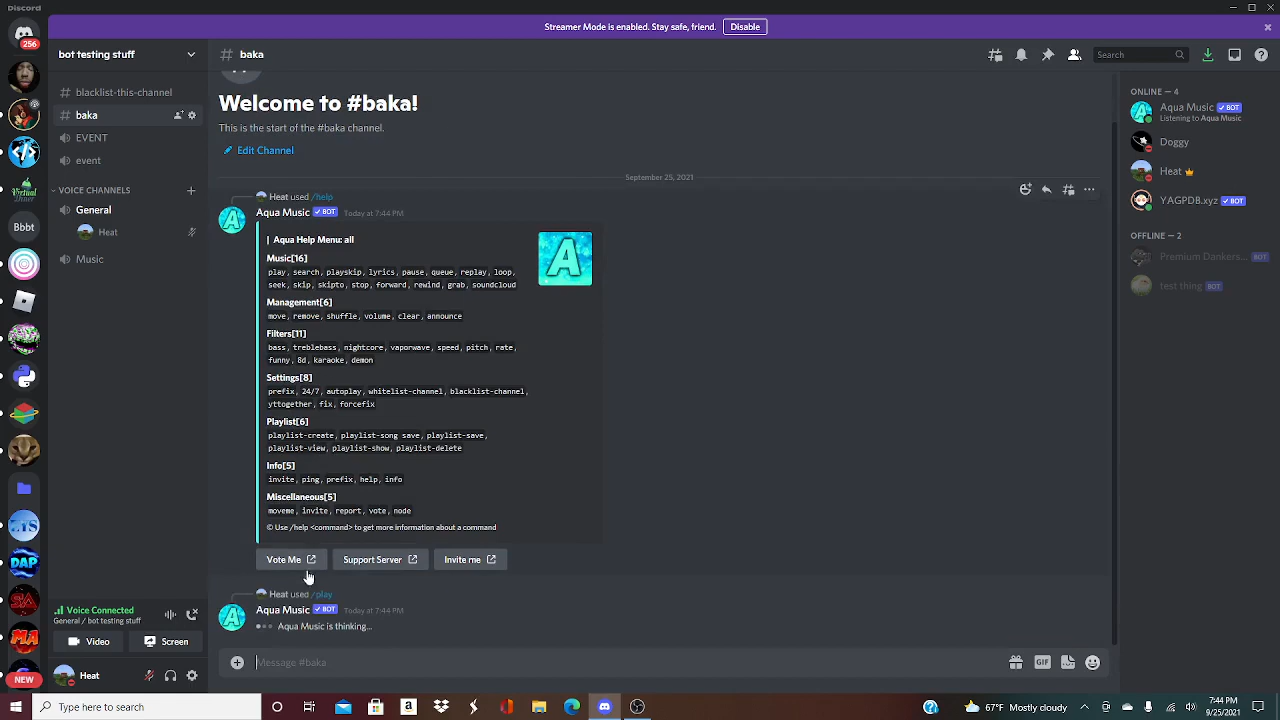 Discord
Streamer Mode is enabled. Stay safe, friend. Disable
256
bot testing stuff
# baka
Search
blacklist-this-channel
baka
EVENT
event
VOICE CHANNELS
General
Heat
Music
Bbbt
Welcome to #baka!
This is the start of the #baka channel.
Edit Channel
September 25, 2021
Heat used /help
Aqua Music BOT Today at 7:44 PM
| Aqua Help Menu: all
A
Music[16]
play, search, playskip, lyrics, pause, queue, replay, loop,
seek, skip, skipto, stop, forward, rewind, grab, soundcloud
Management[6]
move, remove, shuffle, volume, clear, announce
Filters[11]
bass, treblebass, nightcore, vaporwave, speed, pitch, rate,
funny, 8d, karaoke, demon
Settings[8]
prefix, 24/7, autoplay, whitelist-channel, blacklist-channel,
yttogether, fix, forcefix
Playlist[6]
playlist-create, playlist-song save, playlist-save,
playlist-view, playlist-show, playlist-delete
Info[5]
invite, ping, prefix, help, info
Miscellaneous[5]
moveme, invite, report, vote, node
© Use /help <command> to get more information about a command
Vote Me
Support Server
Invite me
Heat used /play
Aqua Music BOT Today at 7:44 PM
Aqua Music is thinking...
Message #baka
GIF
ONLINE — 4
Aqua Music BOT
Listening to Aqua Music
Doggy
Heat
YAGPDB.xyz BOT
OFFLINE — 2
Premium Dankers... BOT
test thing BOT
DAP
SA
MA
NEW
Voice Connected
General / bot testing stuff
Video
Screen
Heat
Type here to search
67°F Mostly cloudy
7:44 PM
9/25/2021